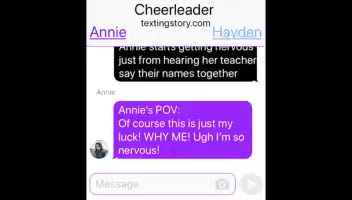 Cheerleader
textingstory.com
Annie Hayden
Annie starts getting nervous
just from hearing her teacher
say their names together
Annie
Annie's POV:
Of course this is just my
luck! WHY ME! Ugh I'm so
nervous!
Message